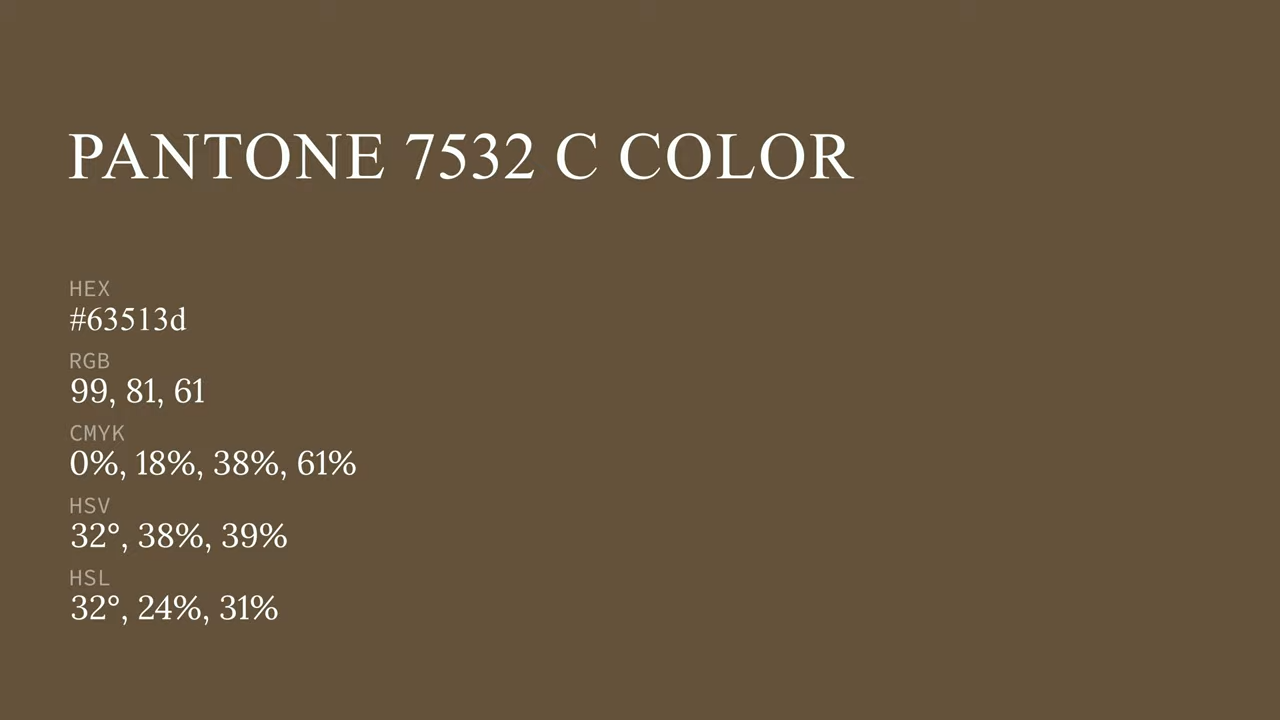 PANTONE 7532 C COLOR
HEX
#63513d
RGB
99, 81, 61
CMYK
0%, 18%, 38%, 61%
HSV
32°, 38%, 39%
HSL
32°, 24%, 31%